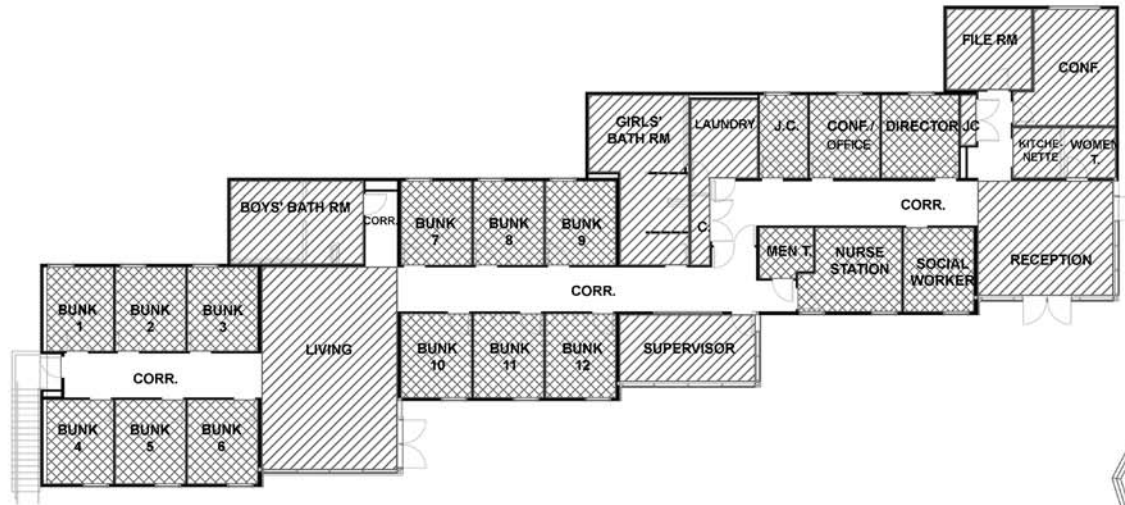 FILE RM
CONF.
GIRLS'
BATH RM
LAUNDRY
J.C.
CONF./
OFFICE
DIRECTOR
JC
KITCHE-
NETTE
WOMEN
T.
BOYS' BATH RM
CORR.
BUNK
7
BUNK
8
BUNK
9
C.
CORR.
MEN T.
NURSE
STATION
SOCIAL
WORKER
RECEPTION
BUNK
1
BUNK
2
BUNK
3
LIVING
CORR.
BUNK
10
BUNK
11
BUNK
12
SUPERVISOR
CORR.
BUNK
4
BUNK
5
BUNK
6